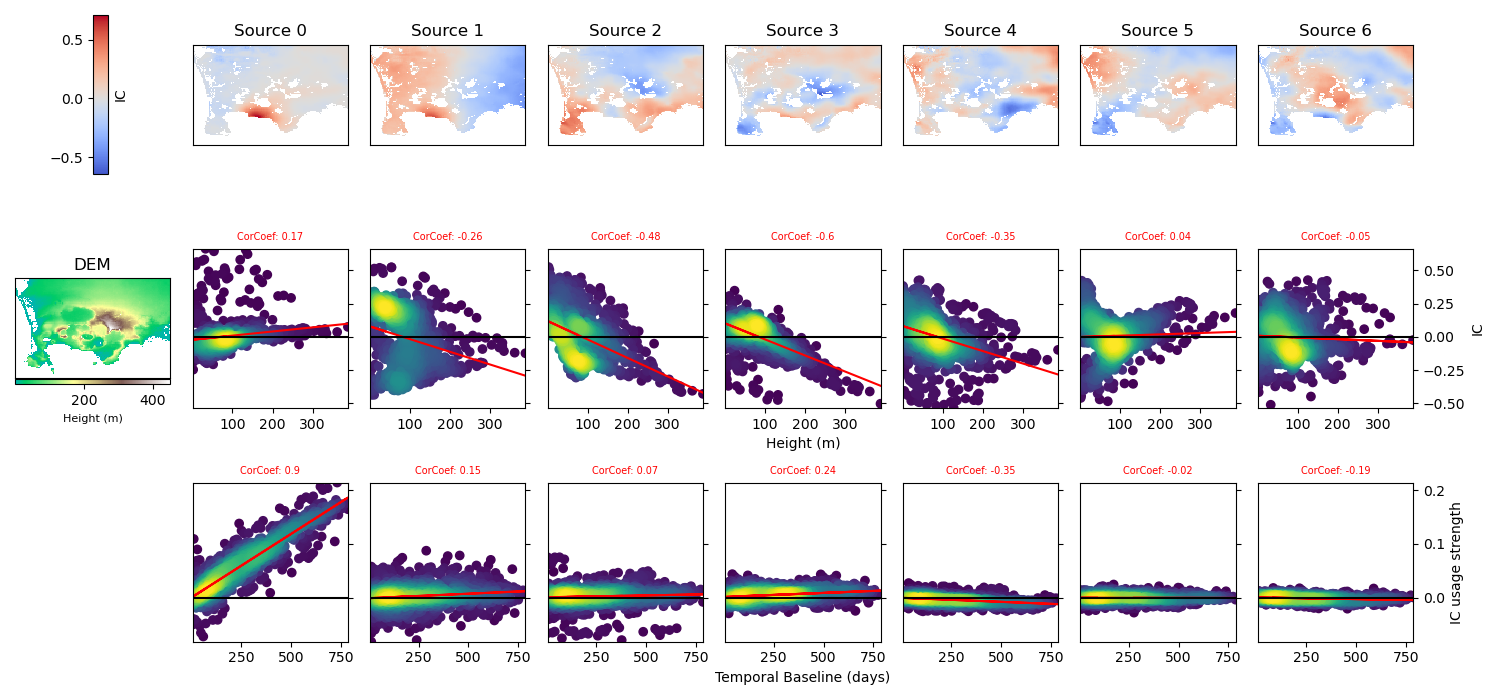 Source 0 Source 1 Source 2 Source 3 Source 4 Source 5 Source 6
0.5
0.0
−0.5
IC
CorCoef: 0.17 CorCoef: -0.26 CorCoef: -0.48 CorCoef: -0.6 CorCoef: -0.35 CorCoef: 0.04 CorCoef: -0.05
DEM
200 400
Height (m)
0.50
0.25
0.00
−0.25
−0.50
IC
100 200 300 100 200 300 100 200 300 100 200 300 100 200 300 100 200 300 100 200 300
Height (m)
CorCoef: 0.9 CorCoef: 0.15 CorCoef: 0.07 CorCoef: 0.24 CorCoef: -0.35 CorCoef: -0.02 CorCoef: -0.19
0.2
0.1
0.0
IC usage strength
250 500 750 250 500 750 250 500 750 250 500 750 250 500 750 250 500 750 250 500 750
Temporal Baseline (days)